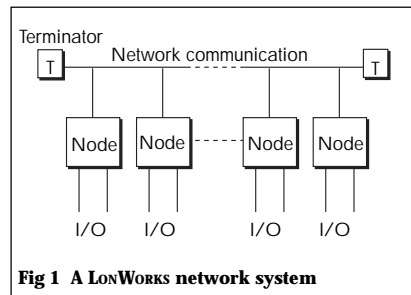 Terminator
Network communication
T T
Node Node Node Node
I/O I/O I/O I/O
Fig 1 A LONWORKS network system